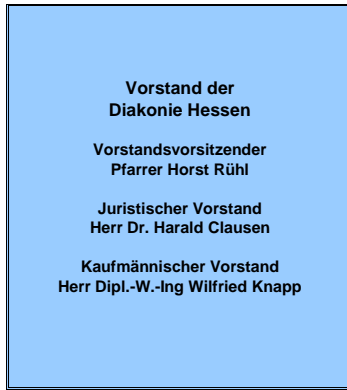 Vorstand der
Diakonie Hessen
Vorstandsvorsitzender
Pfarrer Horst Rühl
Juristischer Vorstand
Herr Dr. Harald Clausen
Kaufmännischer Vorstand
Herr Dipl.-W.-Ing Wilfried Knapp